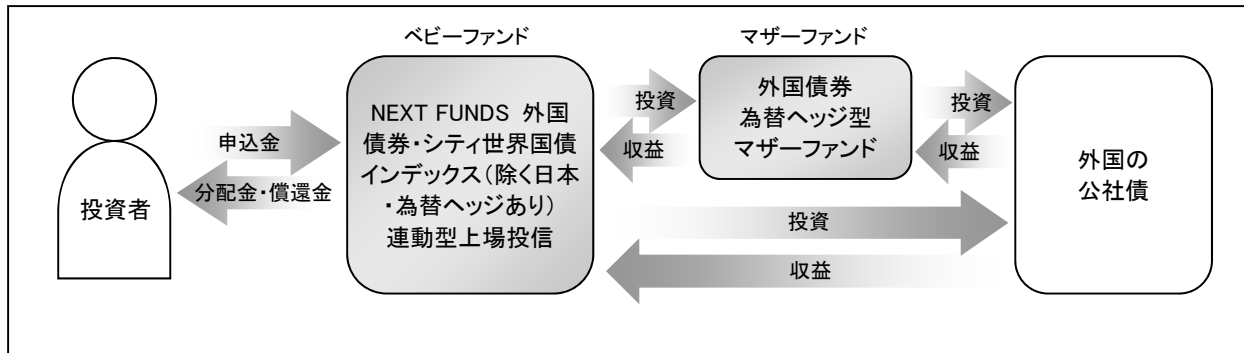 ベビーファンド
マザーファンド
投資者
申込金
分配金・償還金
NEXT FUNDS 外国
債券・シティ世界国債
インデックス（除く日本
・為替ヘッジあり）
連動型上場投信
投資
収益
外国債券
為替ヘッジ型
マザーファンド
投資
収益
投資
収益
外国の
公社債